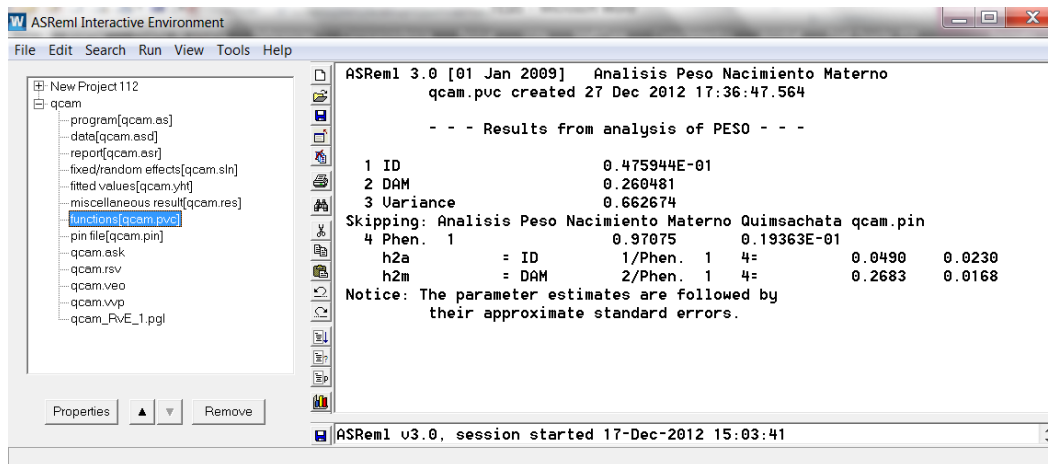 ASReml Interactive Environment
File Edit Search Run View Tools Help
New Project 112
qcam
program[qcam.as]
data[qcam.asd]
report[qcam.asr]
fixed/random effects[qcam.sln]
fitted values[qcam.yht]
miscellaneous result[qcam.res]
functions[qcam.pvc]
pin file[qcam.pin]
qcam.ask
qcam.rsv
qcam.veo
qcam.vvp
qcam_RvE_1.pgl
Properties Remove
ASReml 3.0 [01 Jan 2009] Analisis Peso Nacimiento Materno
qcam.pvc created 27 Dec 2012 17:36:47.564
- - - Results from analysis of PESO - - -
1 ID 0.475944E-01
2 DAM 0.260481
3 Variance 0.662674
Skipping: Analisis Peso Nacimiento Materno Quimsachata qcam.pin
4 Phen. 1 0.97075 0.19363E-01
h2a = ID 1/Phen. 1 4= 0.0490 0.0230
h2m = DAM 2/Phen. 1 4= 0.2683 0.0168
Notice: The parameter estimates are followed by
their approximate standard errors.
ASReml v3.0, session started 17-Dec-2012 15:03:41